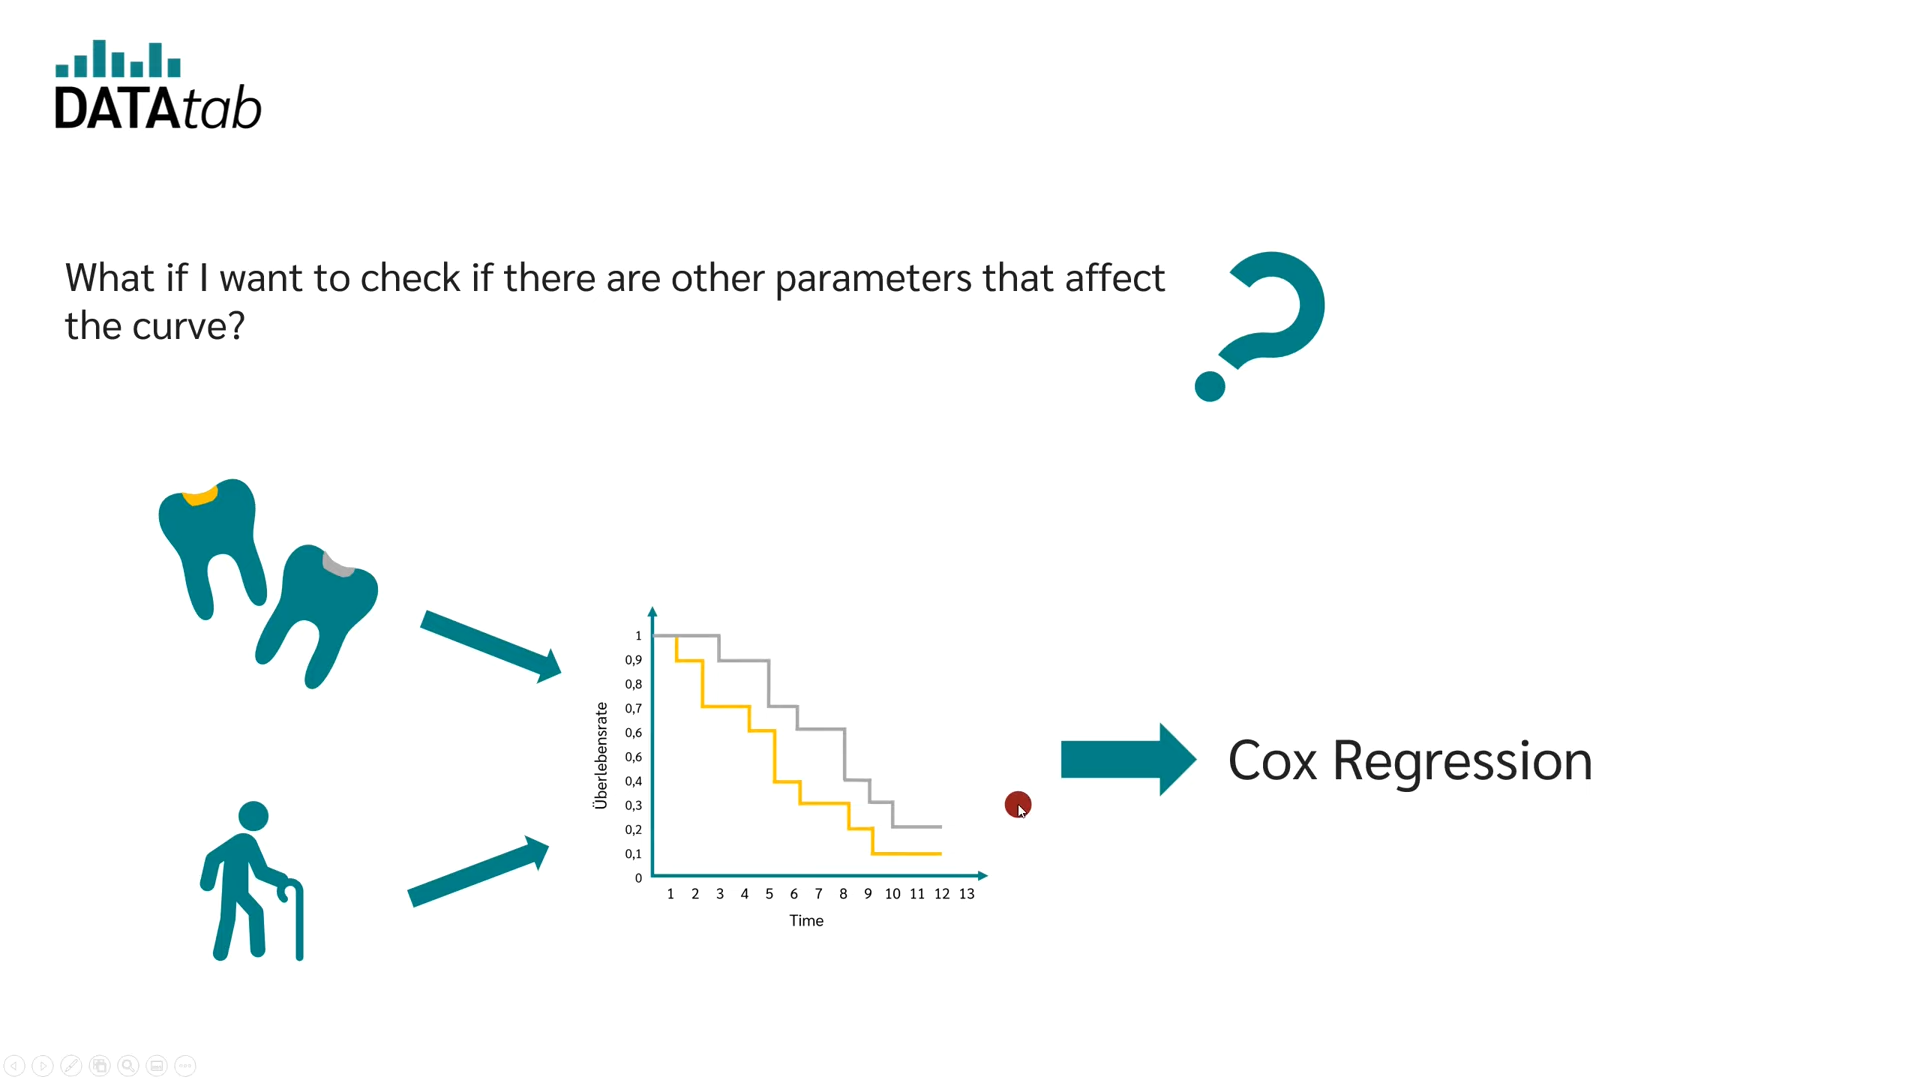 DATAtab
What if I want to check if there are other parameters that affect
the curve?
1
0,9
0,8
0,7
0,6
0,6
0,4
0,3
0,2
0,1
0
Überlebensrate
1 2 3 4 5 6 7 8 9 10 11 12 13
Time
Cox Regression